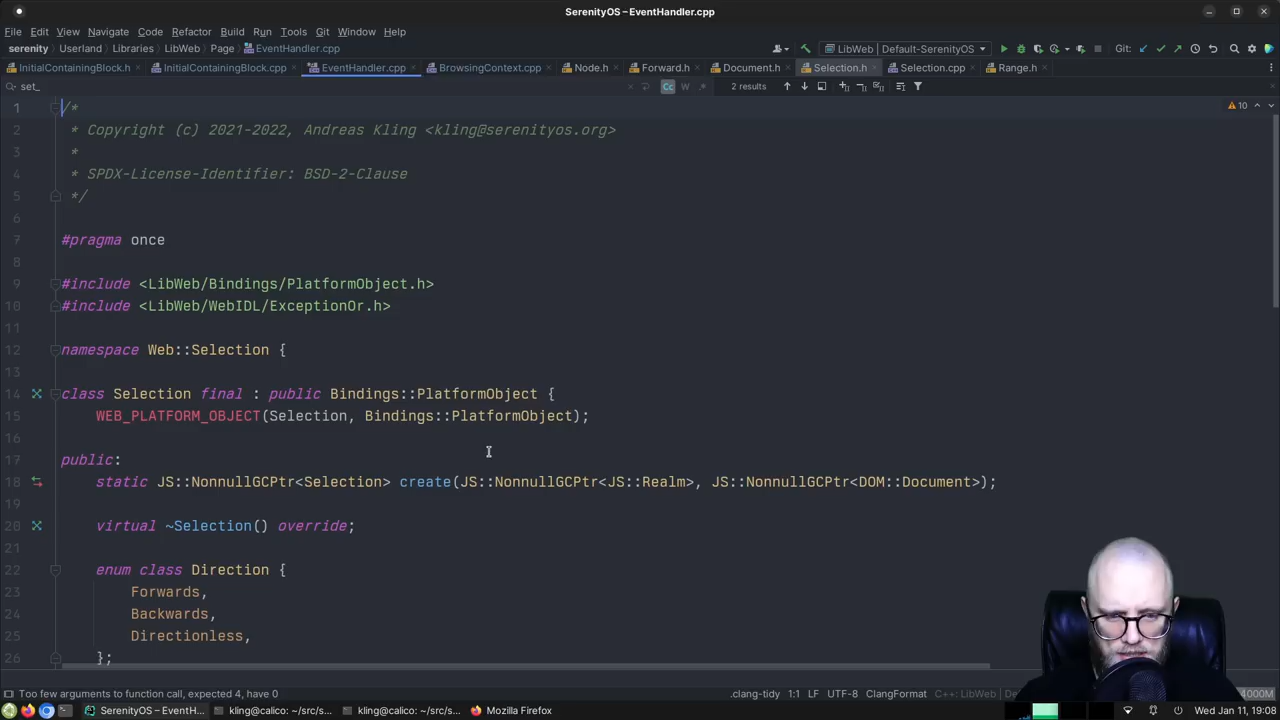 SerenityOS – EventHandler.cpp
File Edit View Navigate Code Refactor Build Run Tools Git Window Help
serenity Userland Libraries LibWeb Page EventHandler.cpp LibWeb | Default-SerenityOS Git:
InitialContainingBlock.h InitialContainingBlock.cpp EventHandler.cpp BrowsingContext.cpp Node.h Forward.h Document.h Selection.h Selection.cpp Range.h
set_ Cc W .* 2 results
1 /* 10
2 * Copyright (c) 2021-2022, Andreas Kling <kling@serenityos.org>
3 *
4 * SPDX-License-Identifier: BSD-2-Clause
5 */
6
7 #pragma once
8
9 #include <LibWeb/Bindings/PlatformObject.h>
10 #include <LibWeb/WebIDL/ExceptionOr.h>
11
12 namespace Web::Selection {
13
14 class Selection final : public Bindings::PlatformObject {
15 WEB_PLATFORM_OBJECT(Selection, Bindings::PlatformObject);
16
17 public:
18 static JS::NonnullGCPtr<Selection> create(JS::NonnullGCPtr<JS::Realm>, JS::NonnullGCPtr<DOM::Document>);
19
20 virtual ~Selection() override;
21
22 enum class Direction {
23 Forwards,
24 Backwards,
25 Directionless,
26 };
Too few arguments to function call, expected 4, have 0 .clang-tidy 1:1 LF UTF-8 ClangFormat C++: LibWeb | De 4000M
SerenityOS – EventH... kling@calico: ~/src/s... kling@calico: ~/src/s... Mozilla Firefox Wed Jan 11, 19:08